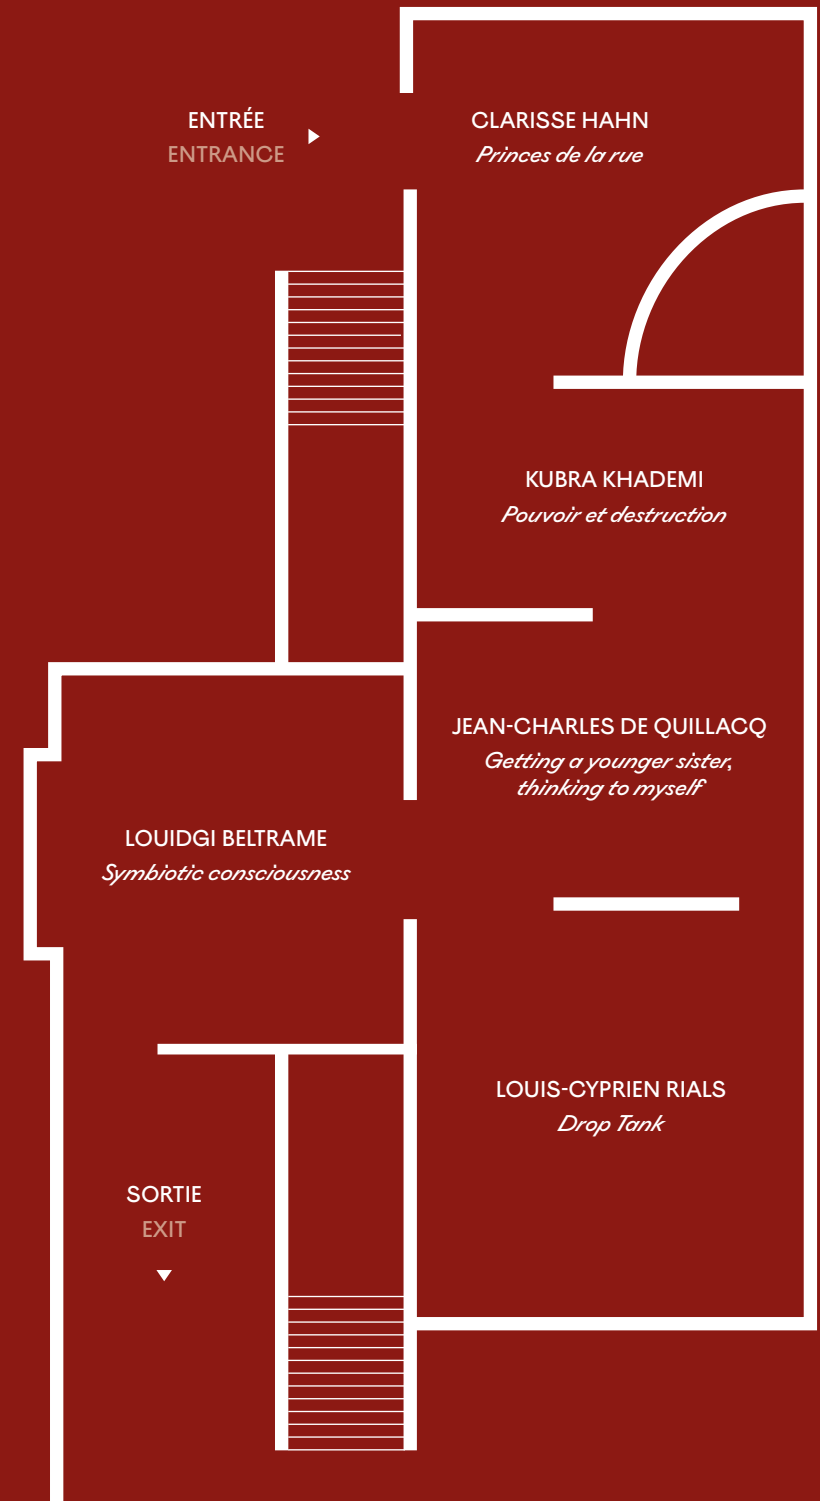 ENTRÉE
ENTRANCE
CLARISSE HAHN
Princes de la rue
KUBRA KHADEMI
Pouvoir et destruction
JEAN-CHARLES DE QUILLACQ
Getting a younger sister,
thinking to myself
LOUIDGI BELTRAME
Symbiotic consciousness
LOUIS-CYPRIEN RIALS
Drop Tank
SORTIE
EXIT